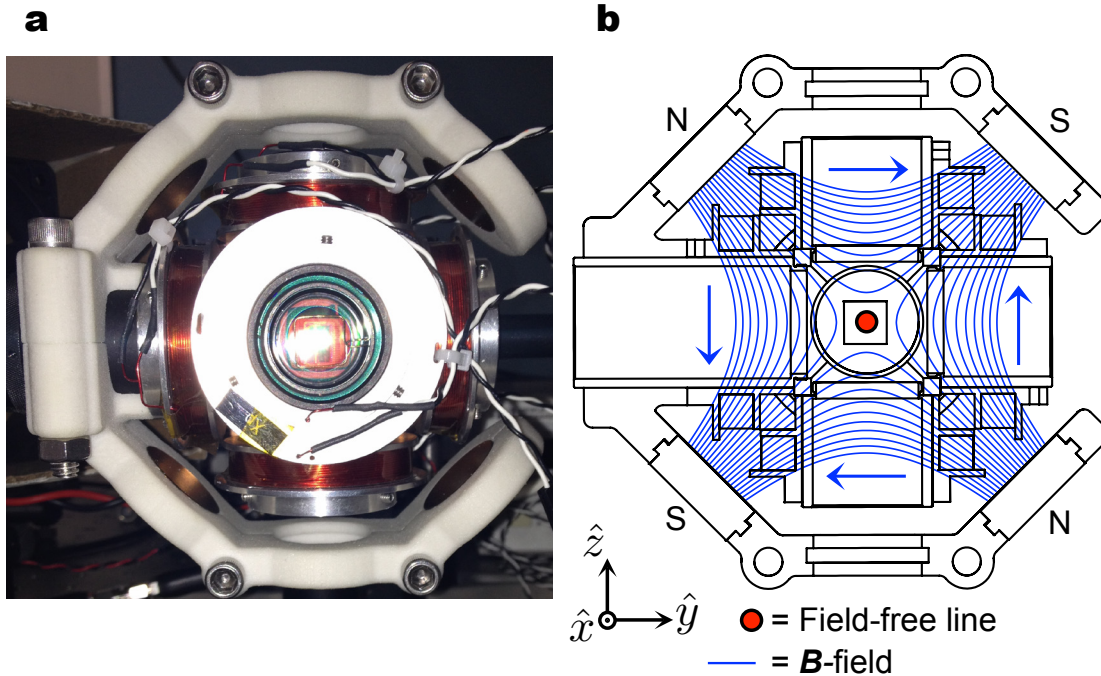 a
b
N
S
S
N
ẑ
x̂
ŷ
= Field-free line
= B-field